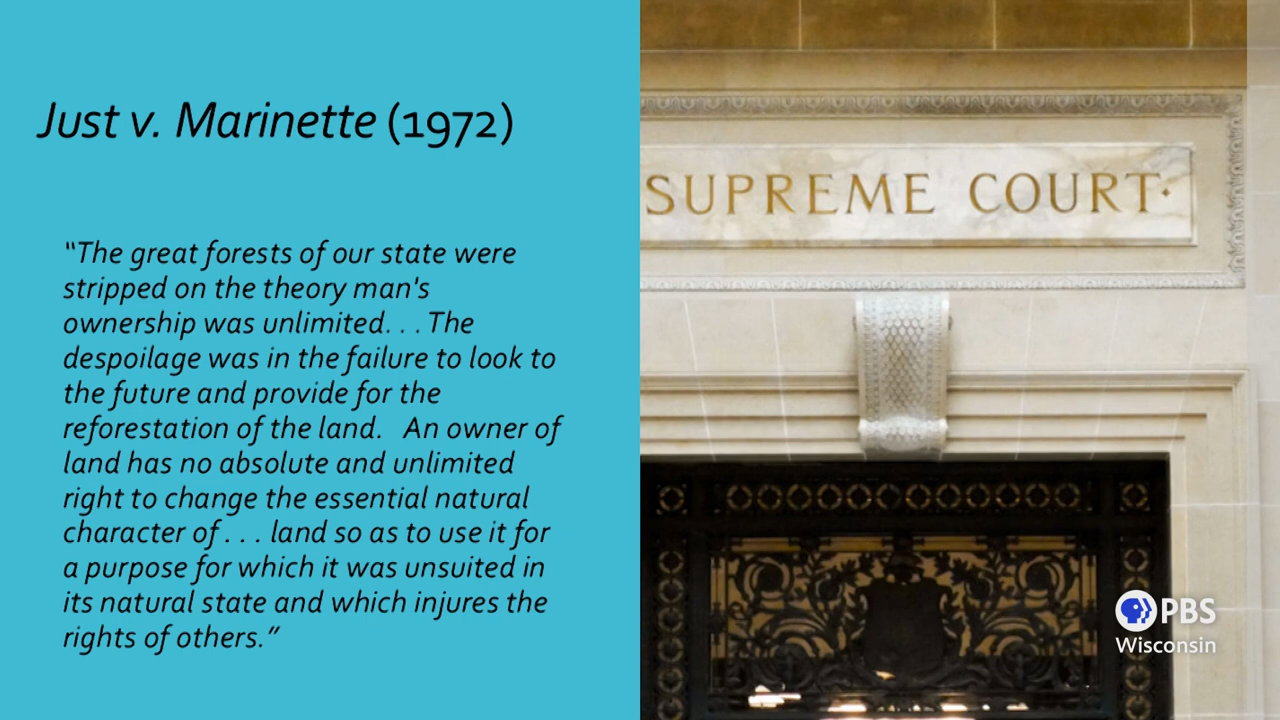 Just v. Marinette (1972)
“The great forests of our state were
stripped on the theory man's
ownership was unlimited. . . The
despoilage was in the failure to look to
the future and provide for the
reforestation of the land.   An owner of
land has no absolute and unlimited
right to change the essential natural
character of . . . land so as to use it for
a purpose for which it was unsuited in
its natural state and which injures the
rights of others.”
SUPREME COURT·
PBS
Wisconsin